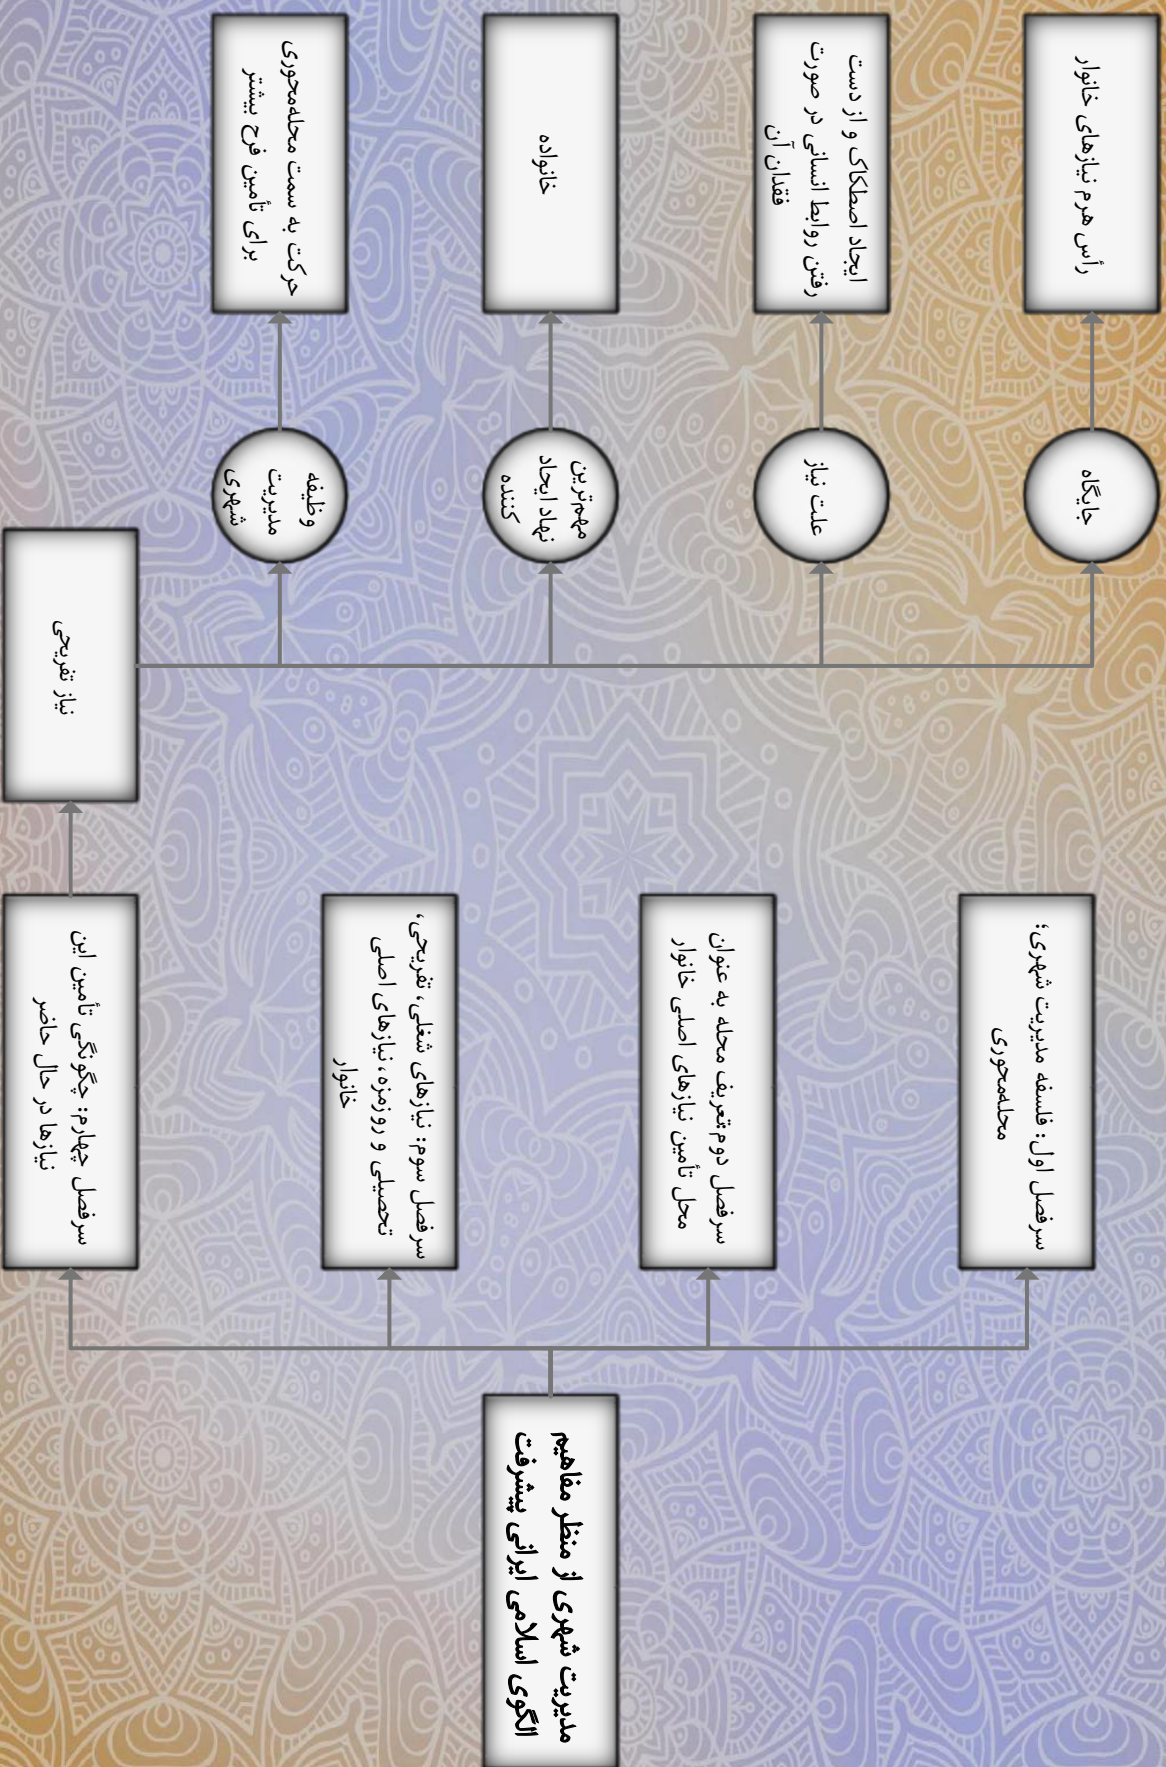 مدیریت شهری از منظر مفاهیم
الگوی اسلامی ایرانی پیشرفت
سرفصل اول: فلسفه مدیریت شهری؛
محله‌محوری
سرفصل دوم:تعریف محله به عنوان
محل تأمین نیازهای اصلی خانوار
سرفصل سوم: نیازهای شغلی، تفریحی،
تحصیلی و روزمزه، نیازهای اصلی
خانوار
سرفصل چهارم: چگونگی تأمین این
نیازها در حال حاضر
نیاز تفریحی
جایگاه
رأس هرم نیازهای خانوار
علت نیاز
ایجاد اصطکاک و از دست
رفتن روابط انسانی در صورت
فقدان آن
مهم‌ترین
نهاد ایجاد
کننده
خانواده
وظیفه
مدیریت
شهری
حرکت به سمت محله‌محوری
برای تأمین فرح بیشتر